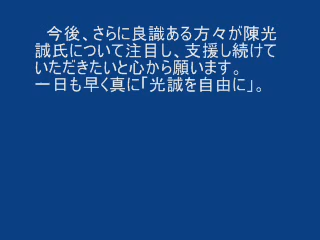 今後、さらに良識ある方々が陳光
誠氏について注目し、支援し続けて
いただきたいと心から願います。
一日も早く真に「光誠を自由に」。